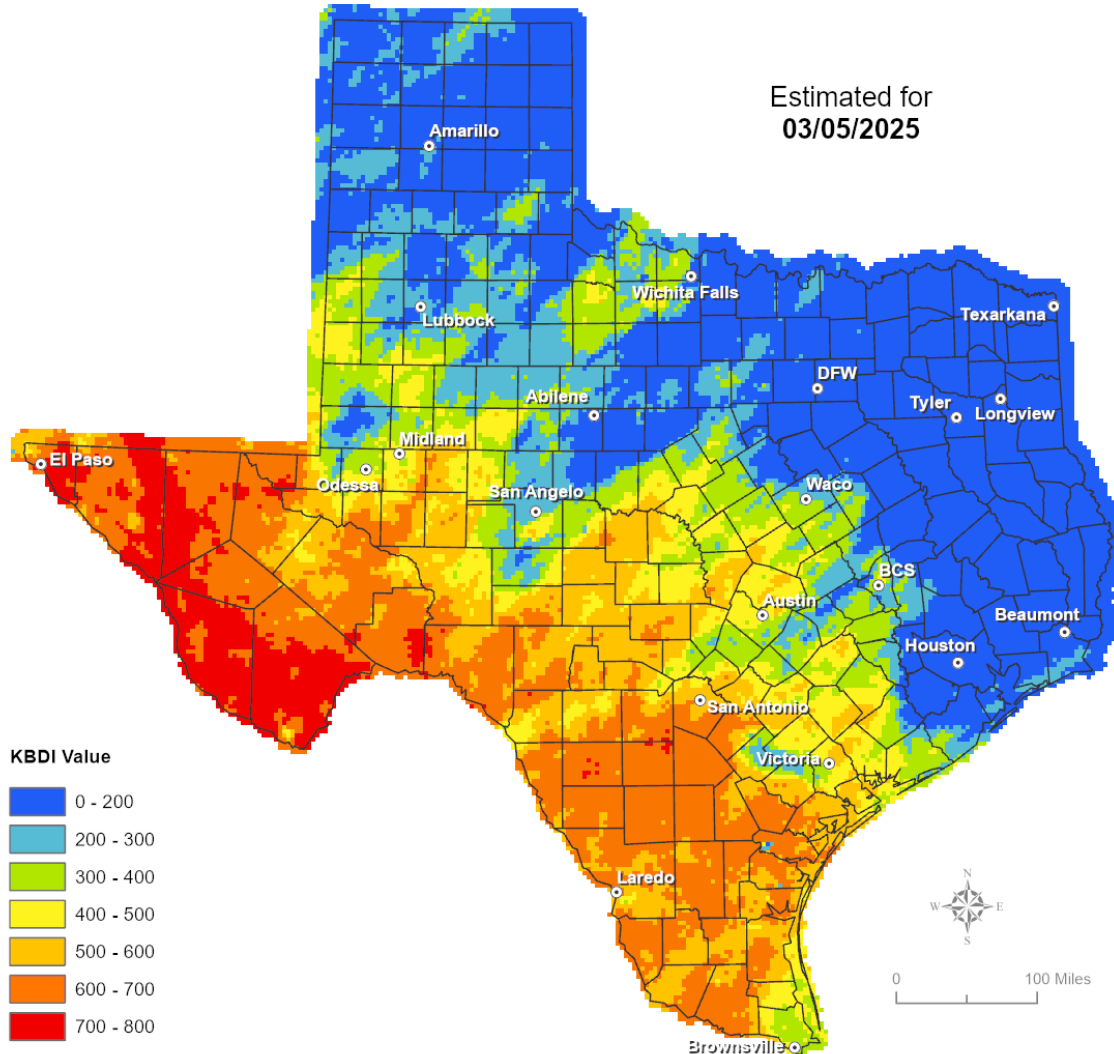 Estimated for
03/05/2025
Amarillo
Wichita Falls
Lubbock
Texarkana
DFW
Abilene
Tyler
Longview
Midland
El Paso
Odessa
San Angelo
Waco
BCS
Austin
Beaumont
Houston
San Antonio
Victoria
Laredo
Brownsville
KBDI Value
0 - 200
200 - 300
300 - 400
400 - 500
500 - 600
600 - 700
700 - 800
N
W E
S
0 100 Miles